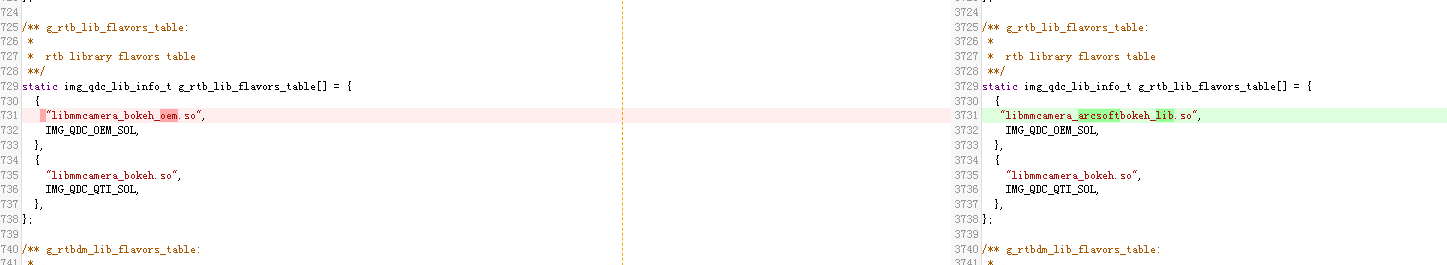 724
725 /** g_rtb_lib_flavors_table:
726  *
727  *  rtb library flavors table
728  **/
729 static img_qdc_lib_info_t g_rtb_lib_flavors_table[] = {
730   {
731     "libmmcamera_bokeh_oem.so",
732     IMG_QDC_OEM_SOL,
733   },
734   {
735     "libmmcamera_bokeh.so",
736     IMG_QDC_QTI_SOL,
737   },
738 };
739
740 /** g_rtbdm_lib_flavors_table:
741  *
3724
3725 /** g_rtb_lib_flavors_table:
3726  *
3727  *  rtb library flavors table
3728  **/
3729 static img_qdc_lib_info_t g_rtb_lib_flavors_table[] = {
3730   {
3731    "libmmcamera_arcsoftbokeh_lib.so",
3732     IMG_QDC_OEM_SOL,
3733   },
3734   {
3735     "libmmcamera_bokeh.so",
3736     IMG_QDC_QTI_SOL,
3737   },
3738 };
3739
3740 /** g_rtbdm_lib_flavors_table:
3741  *